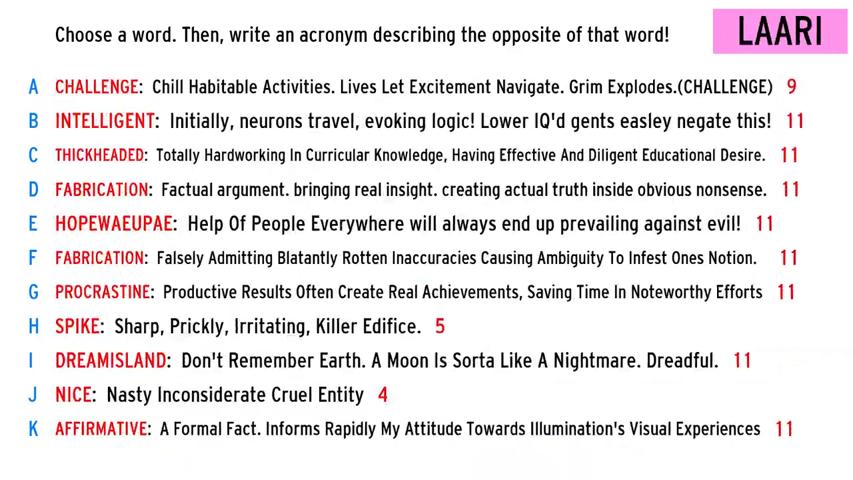 Choose a word. Then, write an acronym describing the opposite of that word!
LAARI
A CHALLENGE: Chill Habitable Activities. Lives Let Excitement Navigate. Grim Explodes.(CHALLENGE) 9
B INTELLIGENT: Initially, neurons travel, evoking logic! Lower IQ'd gents easley negate this! 11
C THICKHEADED: Totally Hardworking In Curricular Knowledge, Having Effective And Diligent Educational Desire. 11
D FABRICATION: Factual argument. bringing real insight. creating actual truth inside obvious nonsense. 11
E HOPEWAEUPAE: Help Of People Everywhere will always end up prevailing against evil! 11
F FABRICATION: Falsely Admitting Blatantly Rotten Inaccuracies Causing Ambiguity To Infest Ones Notion. 11
G PROCRASTINE: Productive Results Often Create Real Achievements, Saving Time In Noteworthy Efforts 11
H SPIKE: Sharp, Prickly, Irritating, Killer Edifice. 5
I DREAMISLAND: Don't Remember Earth. A Moon Is Sorta Like A Nightmare. Dreadful. 11
J NICE: Nasty Inconsiderate Cruel Entity 4
K AFFIRMATIVE: A Formal Fact. Informs Rapidly My Attitude Towards Illumination's Visual Experiences 11